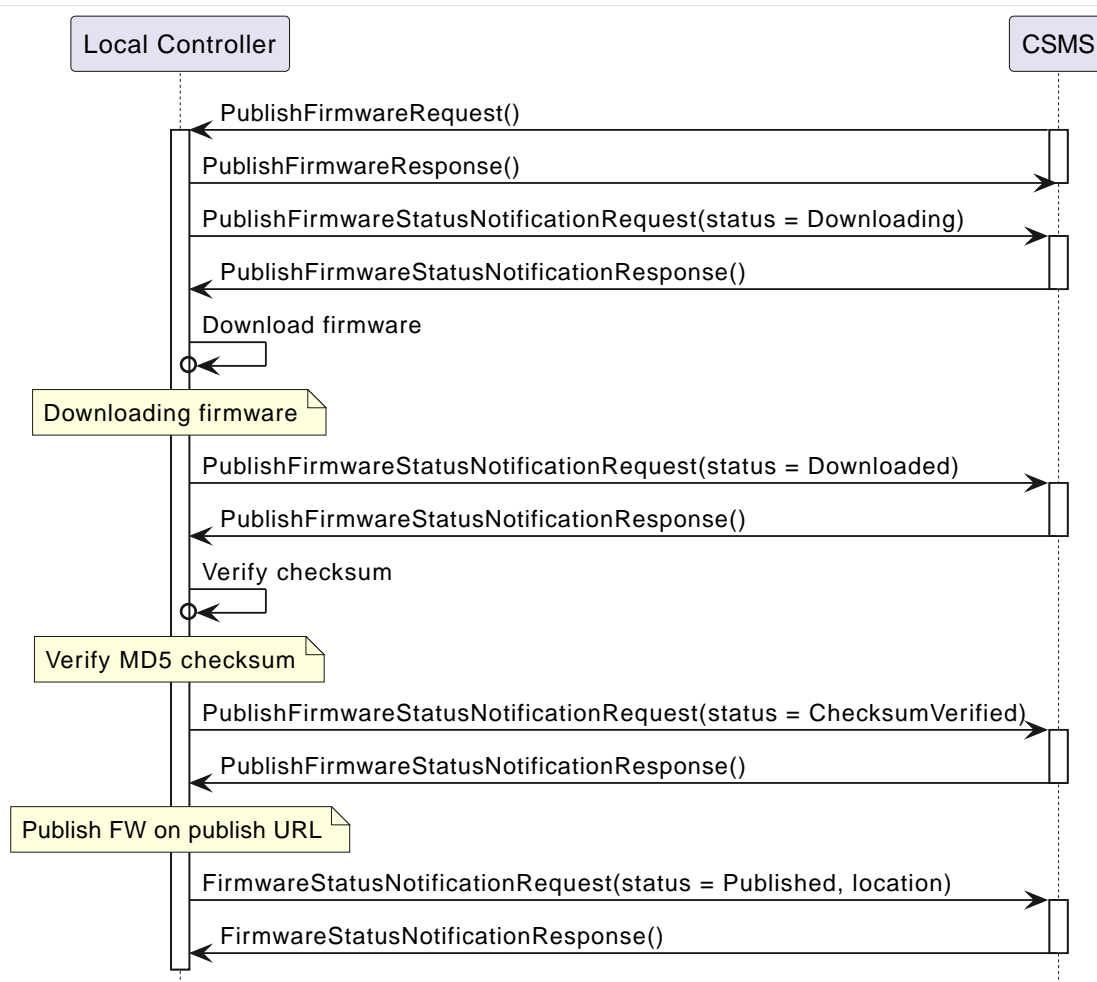 Local Controller
CSMS
PublishFirmwareRequest()
PublishFirmwareResponse()
PublishFirmwareStatusNotificationRequest(status = Downloading)
PublishFirmwareStatusNotificationResponse()
Download firmware
Downloading firmware
PublishFirmwareStatusNotificationRequest(status = Downloaded)
PublishFirmwareStatusNotificationResponse()
Verify checksum
Verify MD5 checksum
PublishFirmwareStatusNotificationRequest(status = ChecksumVerified)
PublishFirmwareStatusNotificationResponse()
Publish FW on publish URL
FirmwareStatusNotificationRequest(status = Published, location)
FirmwareStatusNotificationResponse()